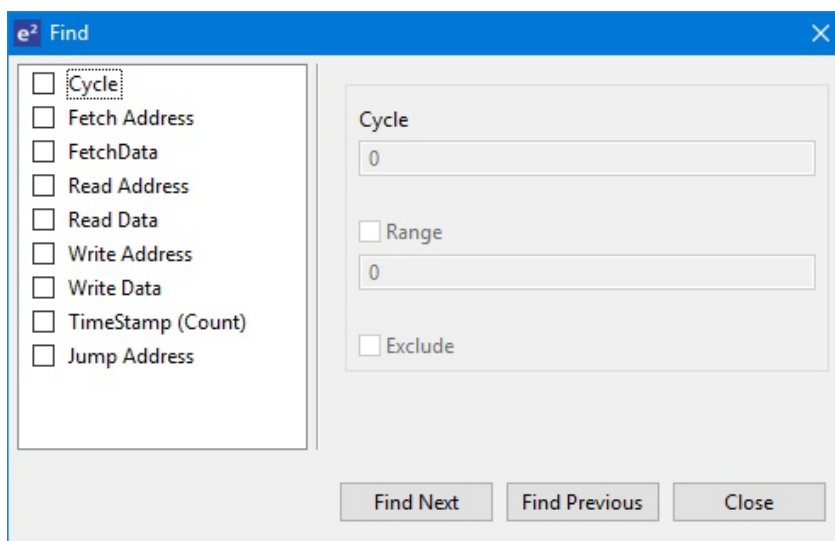 e² Find
Cycle
Fetch Address
FetchData
Read Address
Read Data
Write Address
Write Data
TimeStamp (Count)
Jump Address
Cycle
0
Range
0
Exclude
Find Next
Find Previous
Close